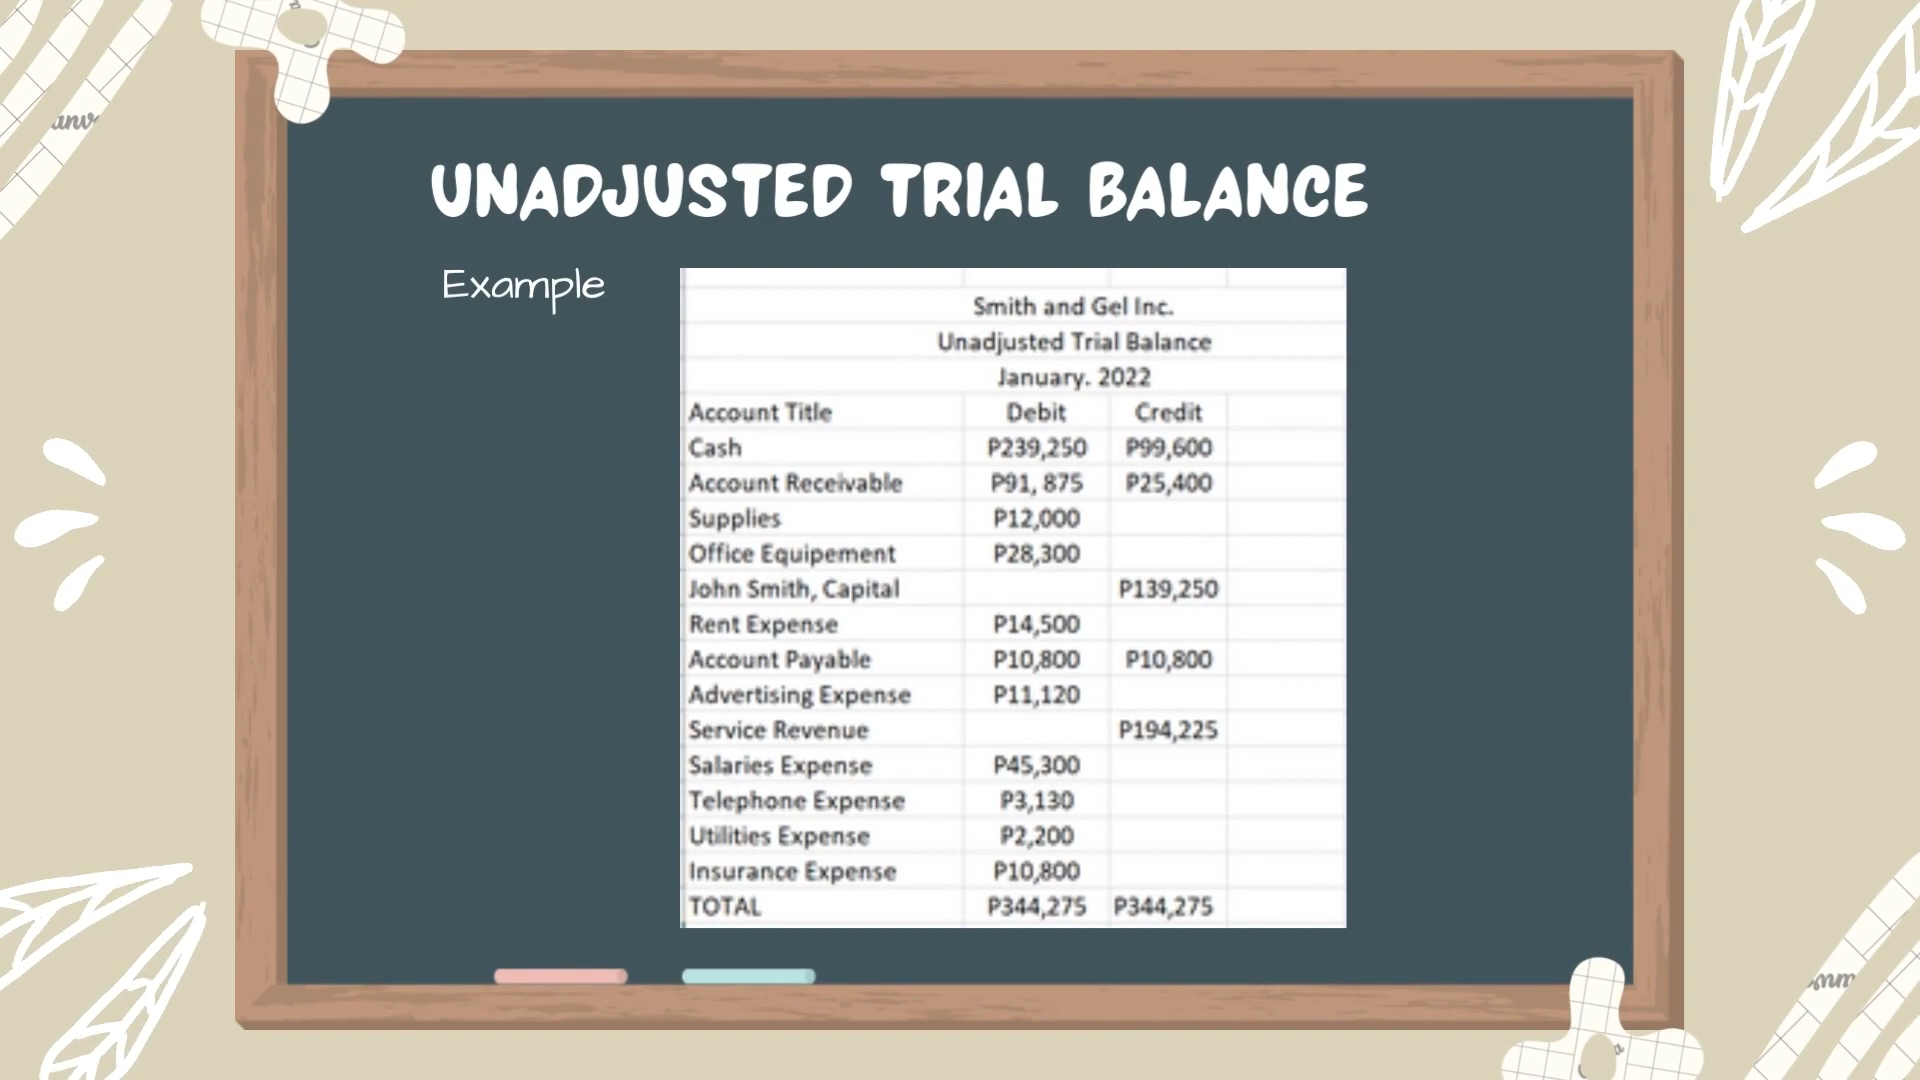 UNADJUSTED TRIAL BALANCE
Example
Smith and Gel Inc.
Unadjusted Trial Balance
January. 2022
Account Title Debit Credit
Cash P239,250 P99,600
Account Receivable P91, 875 P25,400
Supplies P12,000
Office Equipement P28,300
John Smith, Capital P139,250
Rent Expense P14,500
Account Payable P10,800 P10,800
Advertising Expense P11,120
Service Revenue P194,225
Salaries Expense P45,300
Telephone Expense P3,130
Utilities Expense P2,200
Insurance Expense P10,800
TOTAL P344,275 P344,275